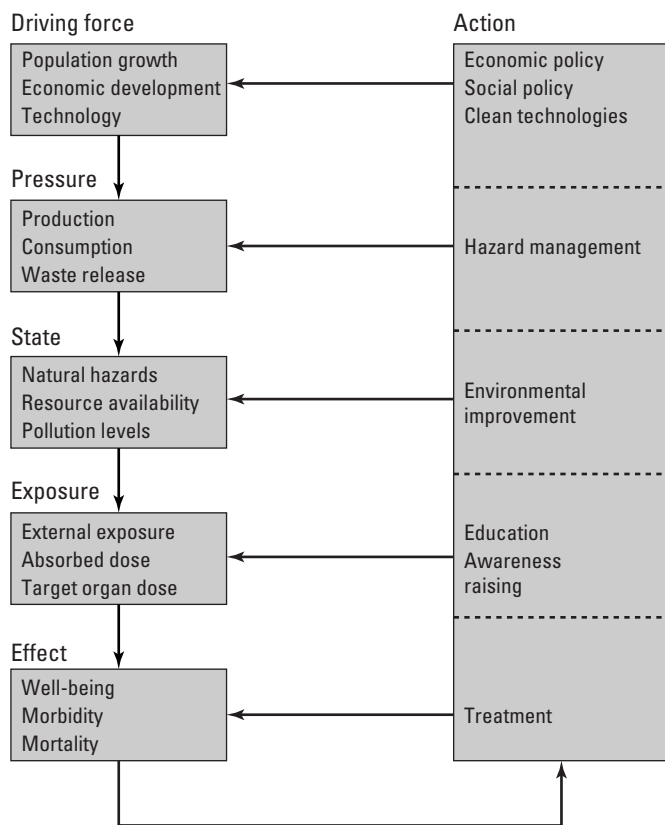 Driving force
Population growth
Economic development
Technology
Pressure
Production
Consumption
Waste release
State
Natural hazards
Resource availability
Pollution levels
Exposure
External exposure
Absorbed dose
Target organ dose
Effect
Well-being
Morbidity
Mortality
Action
Economic policy
Social policy
Clean technologies
Hazard management
Environmental
improvement
Education
Awareness
raising
Treatment